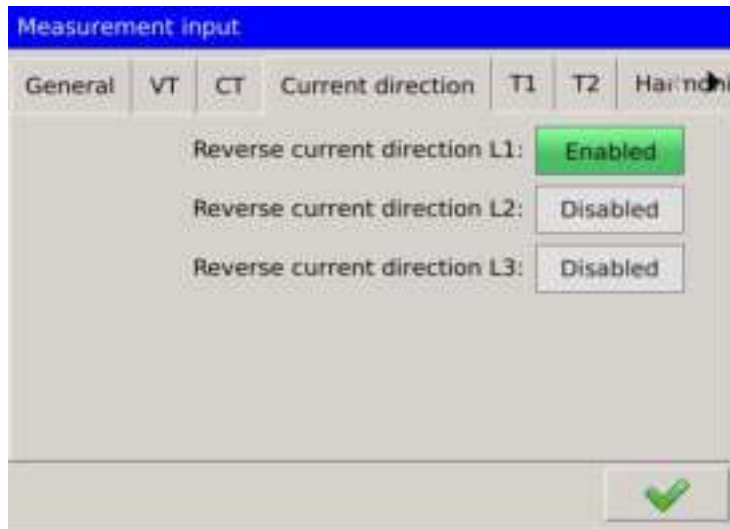 Measurement input
General VT CT Current direction T1 T2
Reverse current direction L1: Enabled
Reverse current direction L2: Disabled
Reverse current direction L3: Disabled